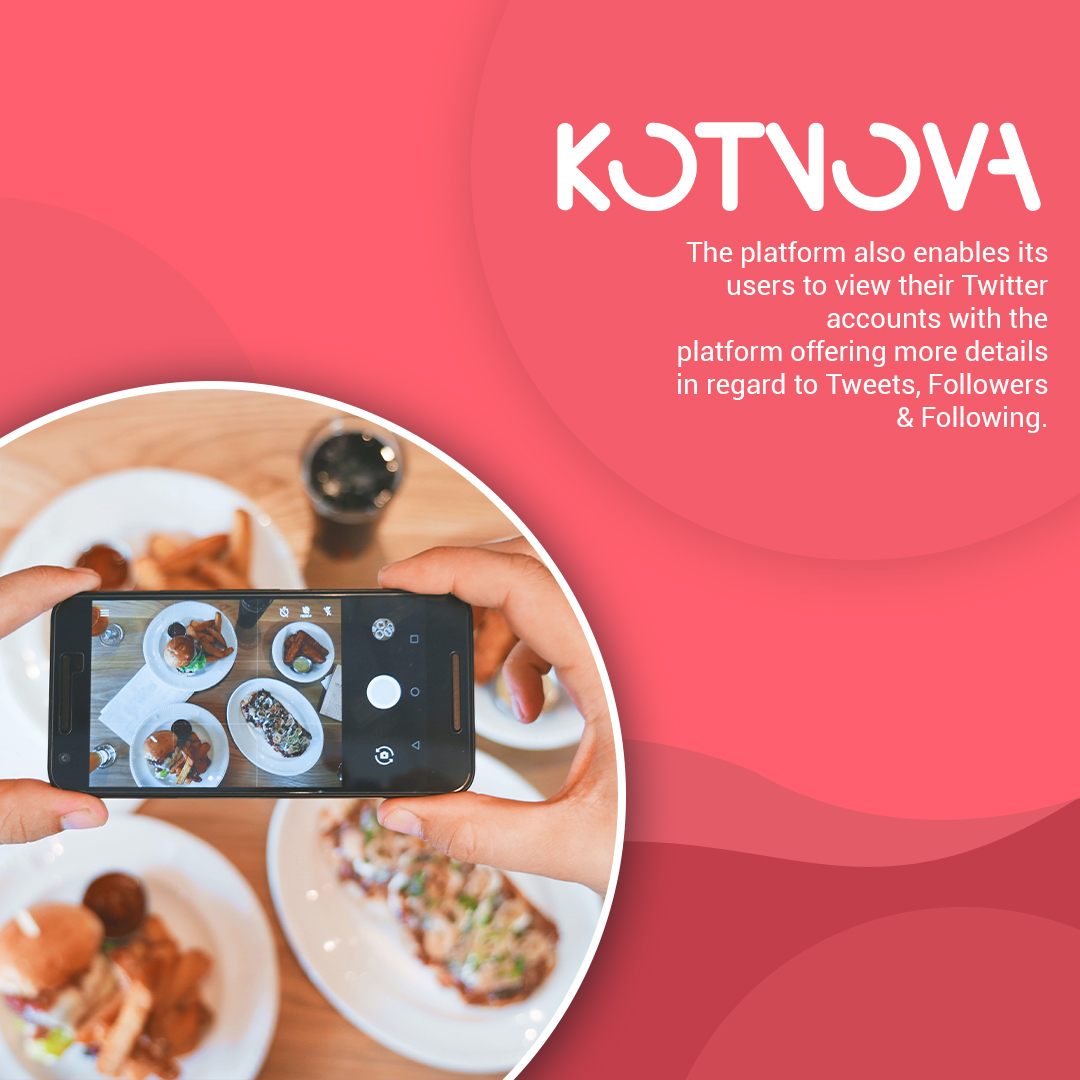 KOTNOVA
The platform also enables its
users to view their Twitter
accounts with the
platform offering more details
in regard to Tweets, Followers
& Following.